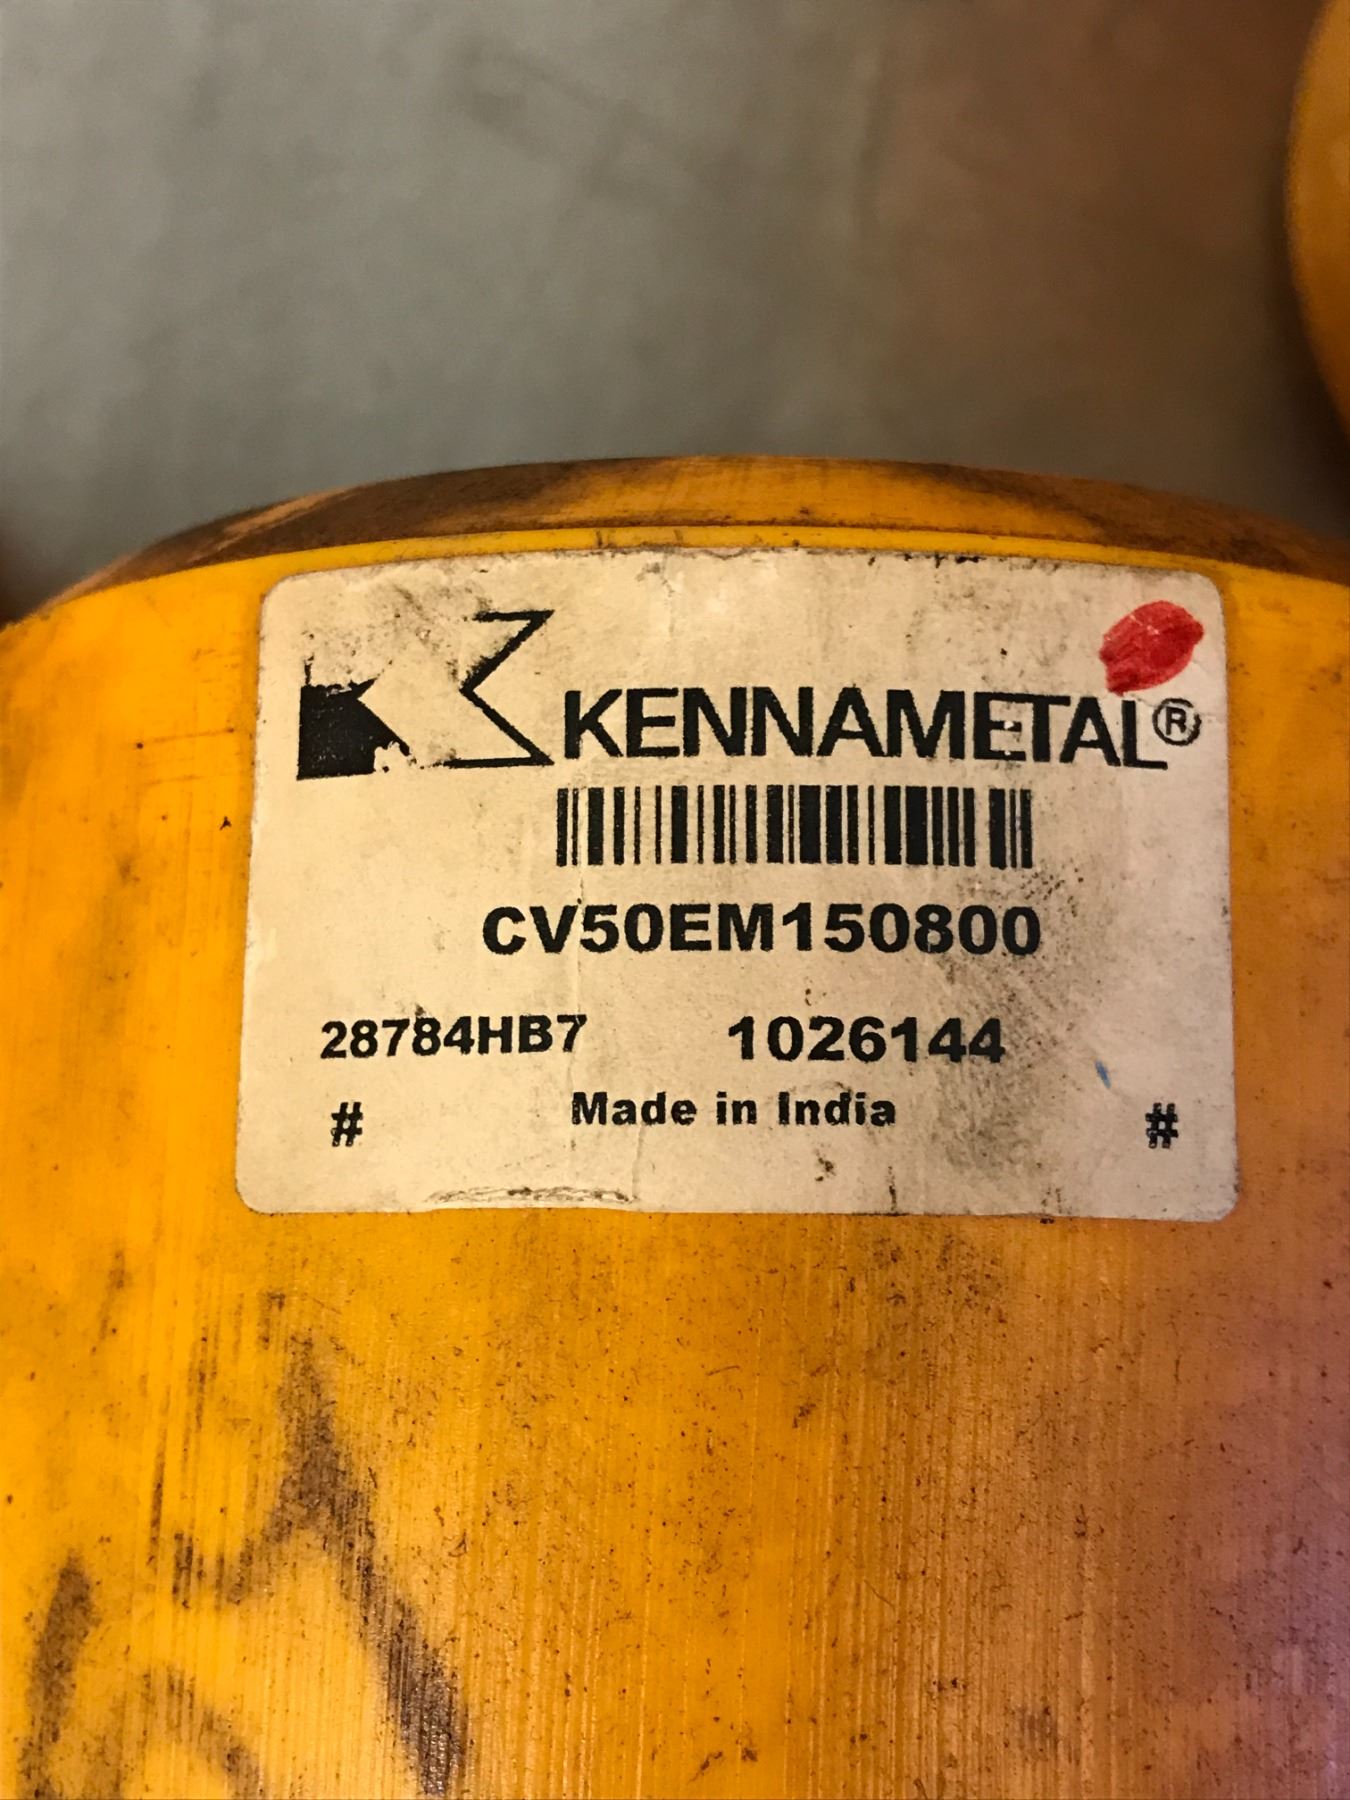 KENNAMETAL®
CV50EM150800
28784HB7 1026144
# Made in India #